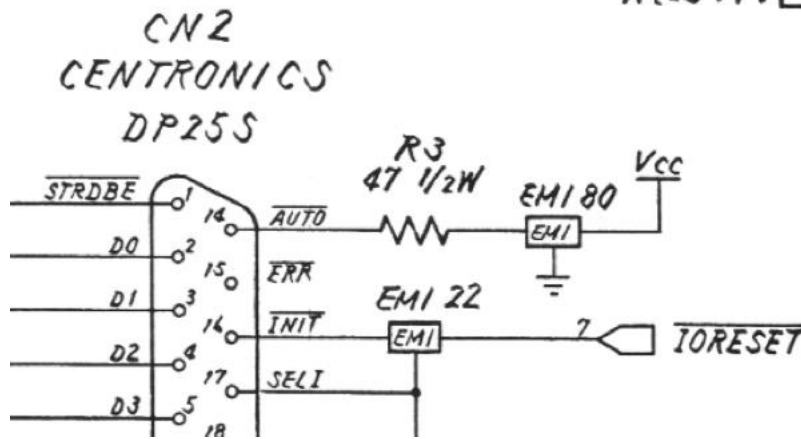 CN2
CENTRONICS
DP25S
R3
47 1/2W
Vcc
EMI 80
EMI
STRDBE
1
14
AUTO
D0
2
15
ERR
D1
3
EMI 22
16
INIT
EMI
7
IORESET
D2
4
17
SELI
D3
5
18